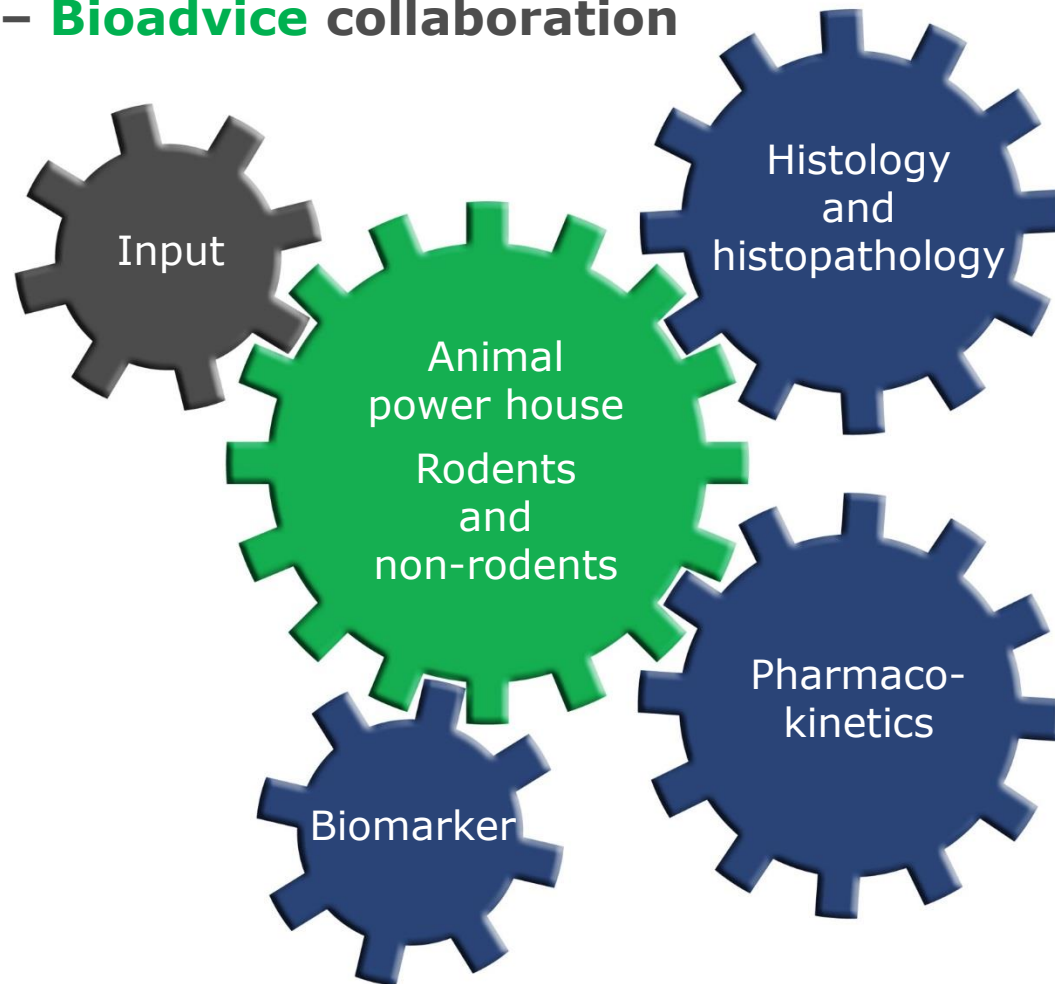 – Bioadvice collaboration
Input
Histology
and
histopathology
Animal
power house
Rodents
and
non-rodents
Pharmaco-
kinetics
Biomarker